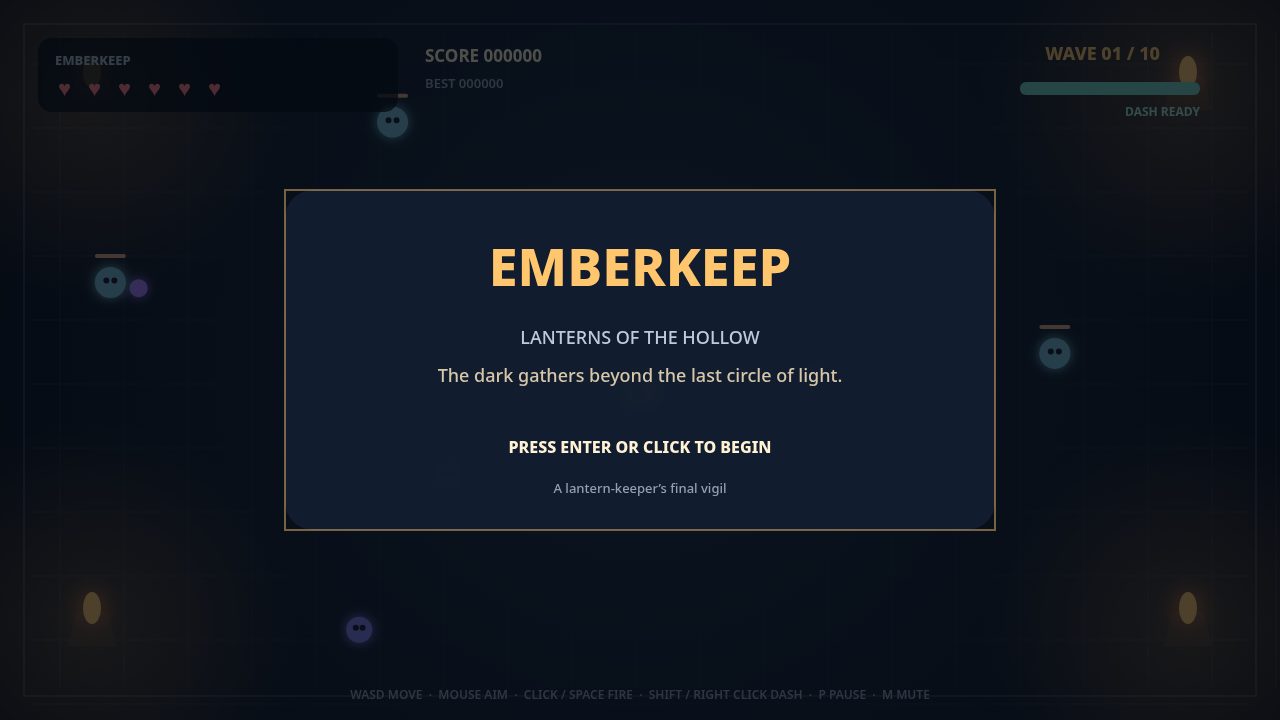 EMBERKEEP
♥ ♥ ♥ ♥ ♥ ♥
SCORE 000000
BEST 000000
WAVE 01 / 10
DASH READY
EMBERKEEP
LANTERNS OF THE HOLLOW
The dark gathers beyond the last circle of light.
PRESS ENTER OR CLICK TO BEGIN
A lantern-keeper’s final vigil
WASD MOVE · MOUSE AIM · CLICK / SPACE FIRE · SHIFT / RIGHT CLICK DASH · P PAUSE · M MUTE